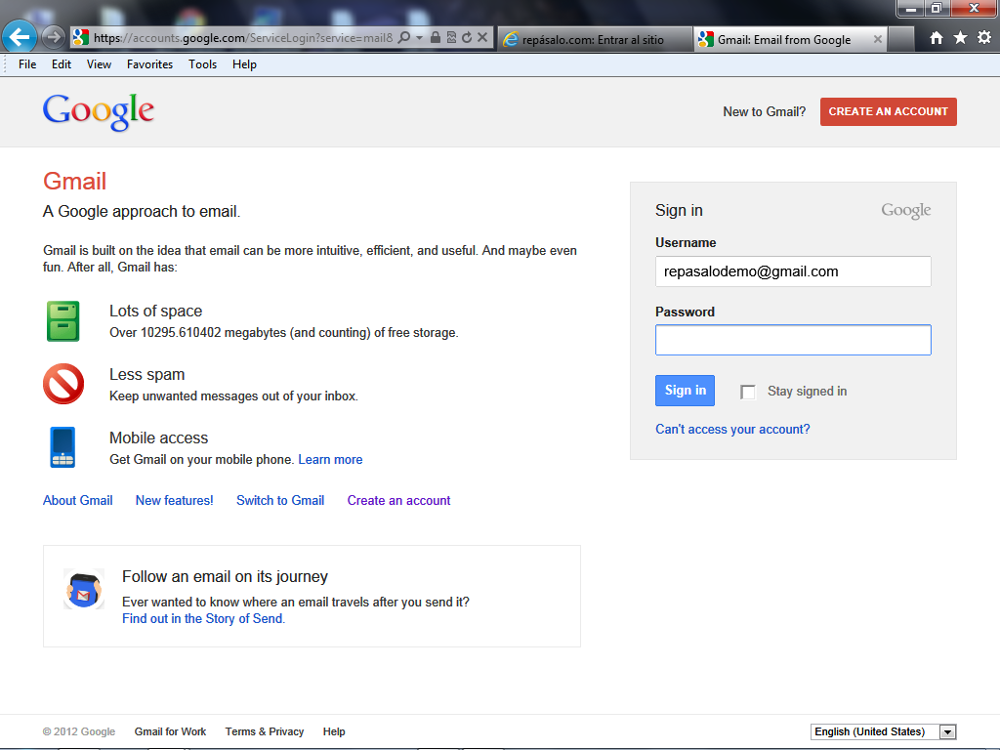 https://accounts.google.com/ServiceLogin?service=mail&
repásalo.com: Entrar al sitio
Gmail: Email from Google
File Edit View Favorites Tools Help
Google
New to Gmail? CREATE AN ACCOUNT
Gmail
A Google approach to email.
Gmail is built on the idea that email can be more intuitive, efficient, and useful. And maybe even
fun. After all, Gmail has:
Lots of space
Over 10295.610402 megabytes (and counting) of free storage.
Less spam
Keep unwanted messages out of your inbox.
Mobile access
Get Gmail on your mobile phone. Learn more
About Gmail New features! Switch to Gmail Create an account
Follow an email on its journey
Ever wanted to know where an email travels after you send it?
Find out in the Story of Send.
Sign in Google
Username
repasalodemo@gmail.com
Password
Sign in Stay signed in
Can't access your account?
© 2012 Google Gmail for Work Terms & Privacy Help
English (United States)